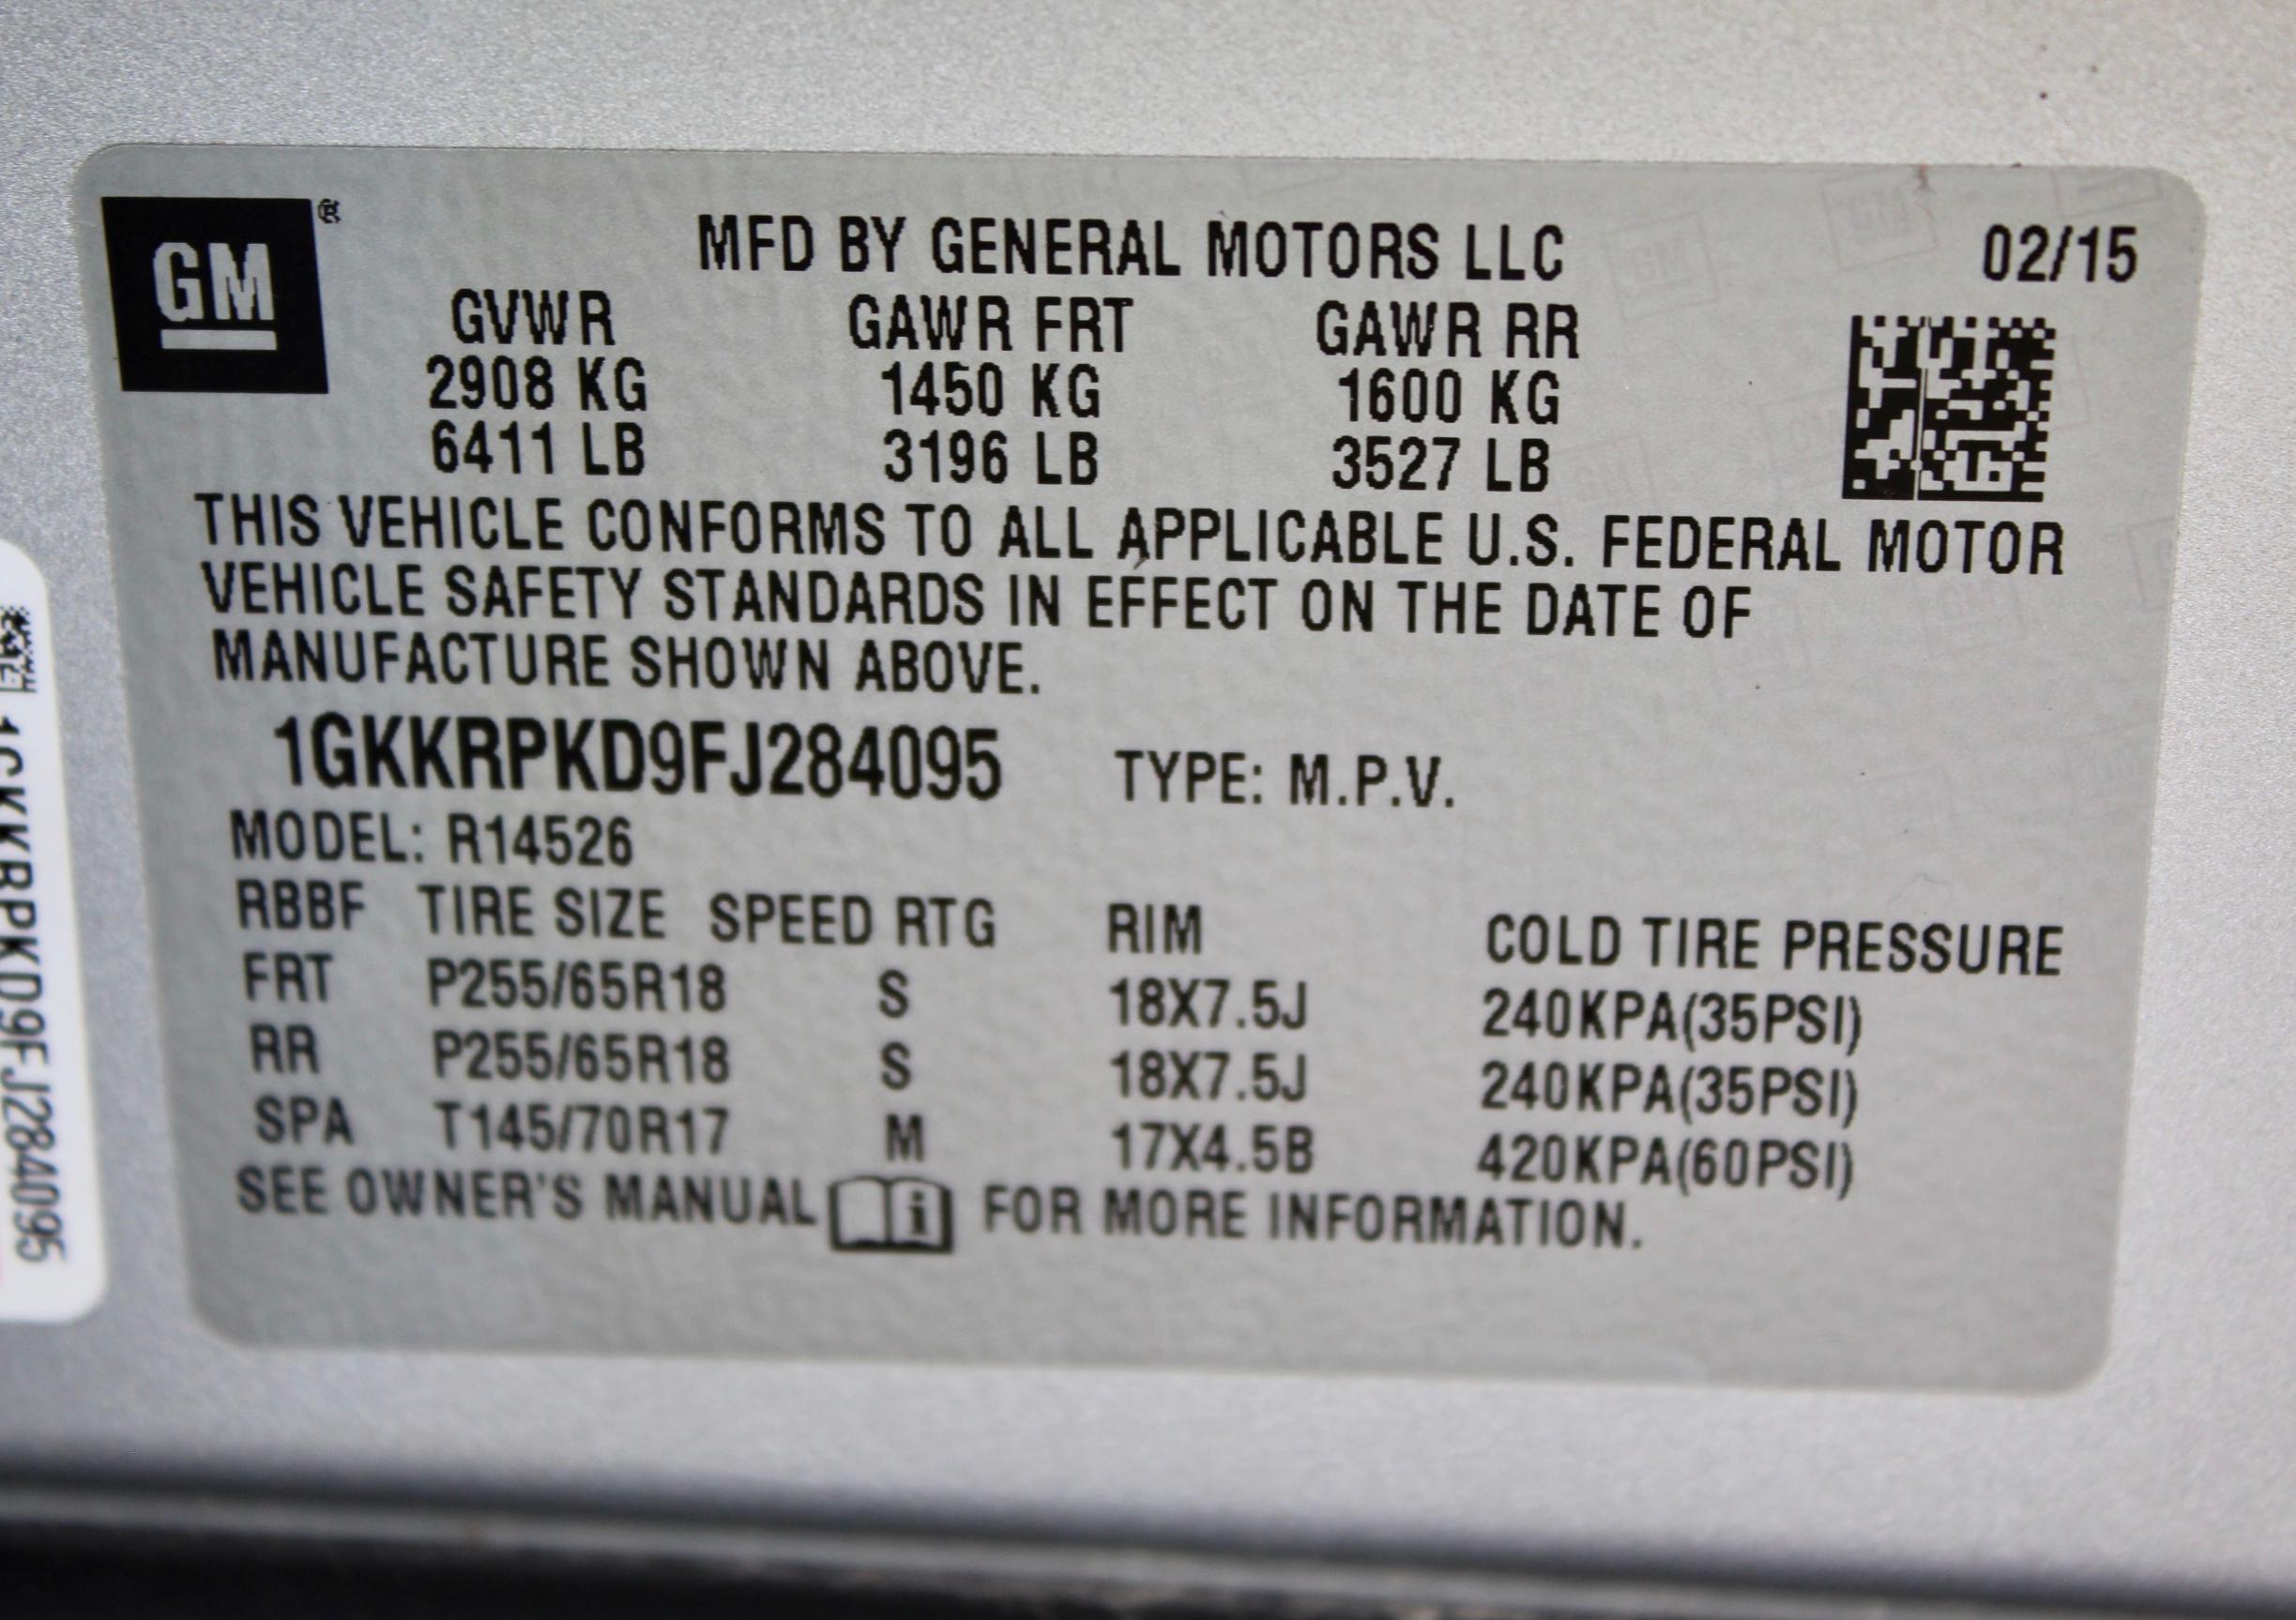 GM ®
MFD BY GENERAL MOTORS LLC 02/15
GVWR GAWR FRT GAWR RR
2908 KG 1450 KG 1600 KG
6411 LB 3196 LB 3527 LB
THIS VEHICLE CONFORMS TO ALL APPLICABLE U.S. FEDERAL MOTOR
VEHICLE SAFETY STANDARDS IN EFFECT ON THE DATE OF
MANUFACTURE SHOWN ABOVE.
1GKKRPKD9FJ284095 TYPE: M.P.V.
MODEL: R14526
RBBF TIRE SIZE SPEED RTG RIM COLD TIRE PRESSURE
FRT P255/65R18 S 18X7.5J 240KPA(35PSI)
RR P255/65R18 S 18X7.5J 240KPA(35PSI)
SPA T145/70R17 M 17X4.5B 420KPA(60PSI)
SEE OWNER'S MANUAL i FOR MORE INFORMATION.
1GKKRPKD9FJ284095